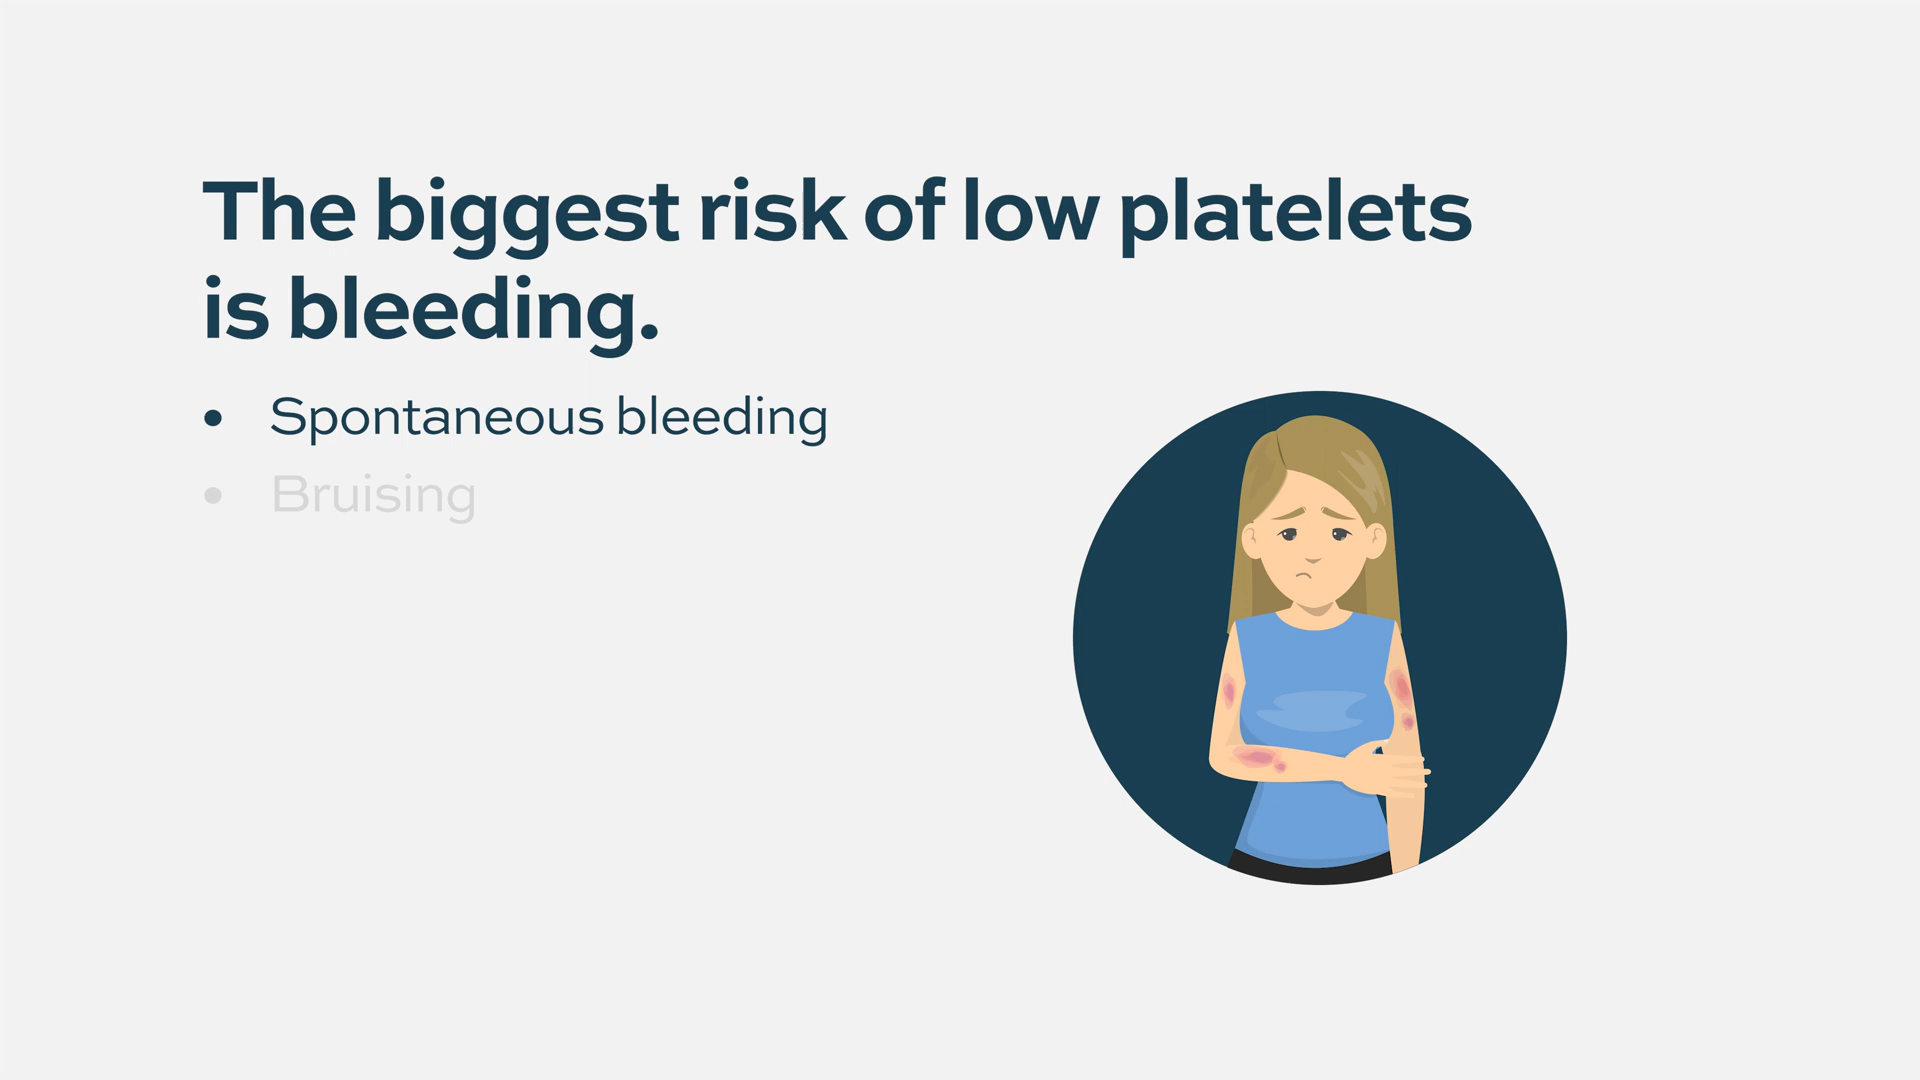 The biggest risk of low platelets
is bleeding.
• Spontaneous bleeding
• Bruising